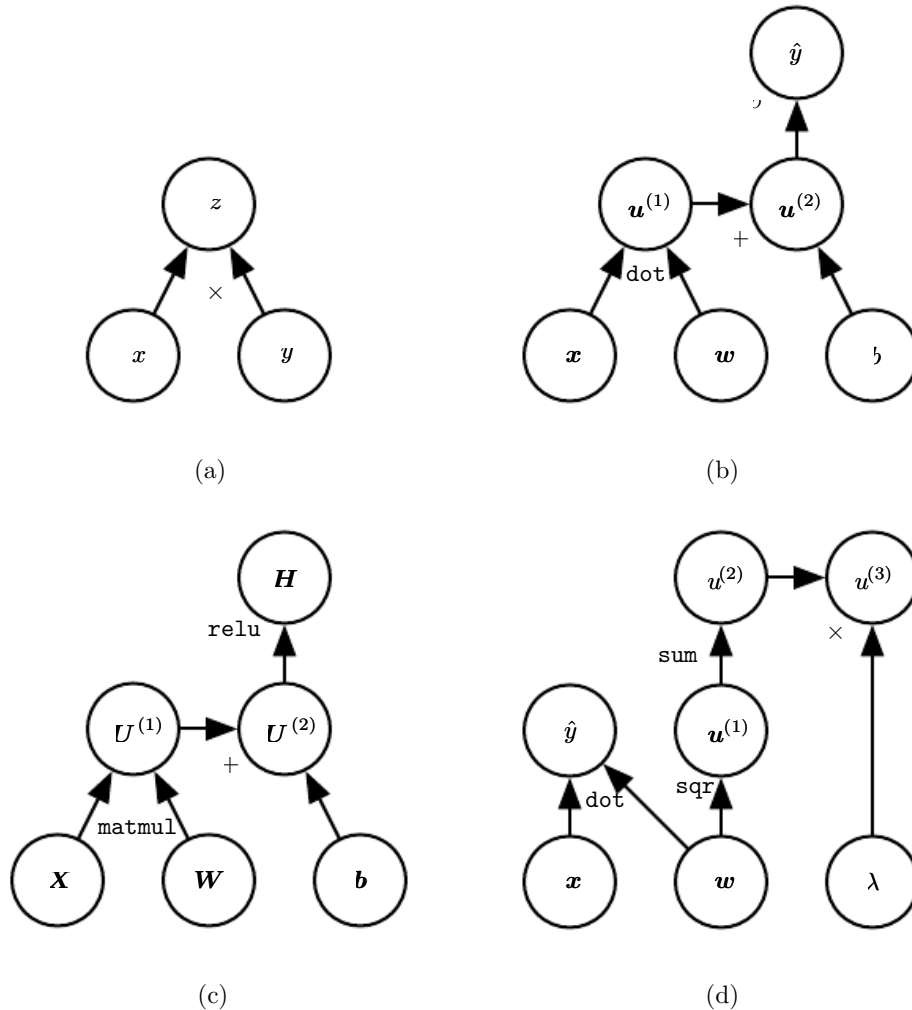 ŷ
z
u(1)
u(2)
+
dot
×
x
y
x
w
(a)
(b)
u(2)
u(3)
H
relu
×
sum
U(1)
U(2)
ŷ
u(1)
+
sqr
dot
matmul
X
W
b
x
w
λ
(c)
(d)